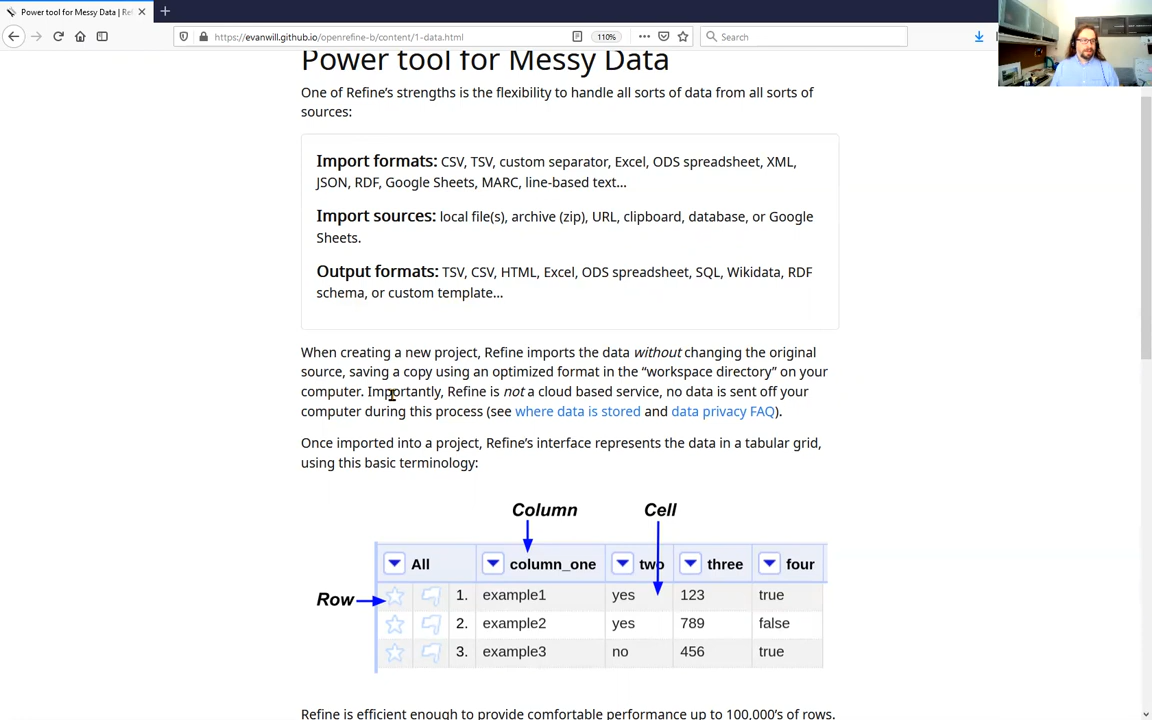 Power tool for Messy Data | Re
https://evanwill.github.io/openrefine-b/content/1-data.html
110%
Search
Power tool for Messy Data
One of Refine's strengths is the flexibility to handle all sorts of data from all sorts of
sources:
Import formats: CSV, TSV, custom separator, Excel, ODS spreadsheet, XML,
JSON, RDF, Google Sheets, MARC, line-based text...
Import sources: local file(s), archive (zip), URL, clipboard, database, or Google
Sheets.
Output formats: TSV, CSV, HTML, Excel, ODS spreadsheet, SQL, Wikidata, RDF
schema, or custom template...
When creating a new project, Refine imports the data without changing the original
source, saving a copy using an optimized format in the “workspace directory” on your
computer. Importantly, Refine is not a cloud based service, no data is sent off your
computer during this process (see where data is stored and data privacy FAQ).
Once imported into a project, Refine's interface represents the data in a tabular grid,
using this basic terminology:
Column Cell
All column_one two three four
Row 1. example1 yes 123 true
2. example2 yes 789 false
3. example3 no 456 true
Refine is efficient enough to provide comfortable performance up to 100,000's of rows.